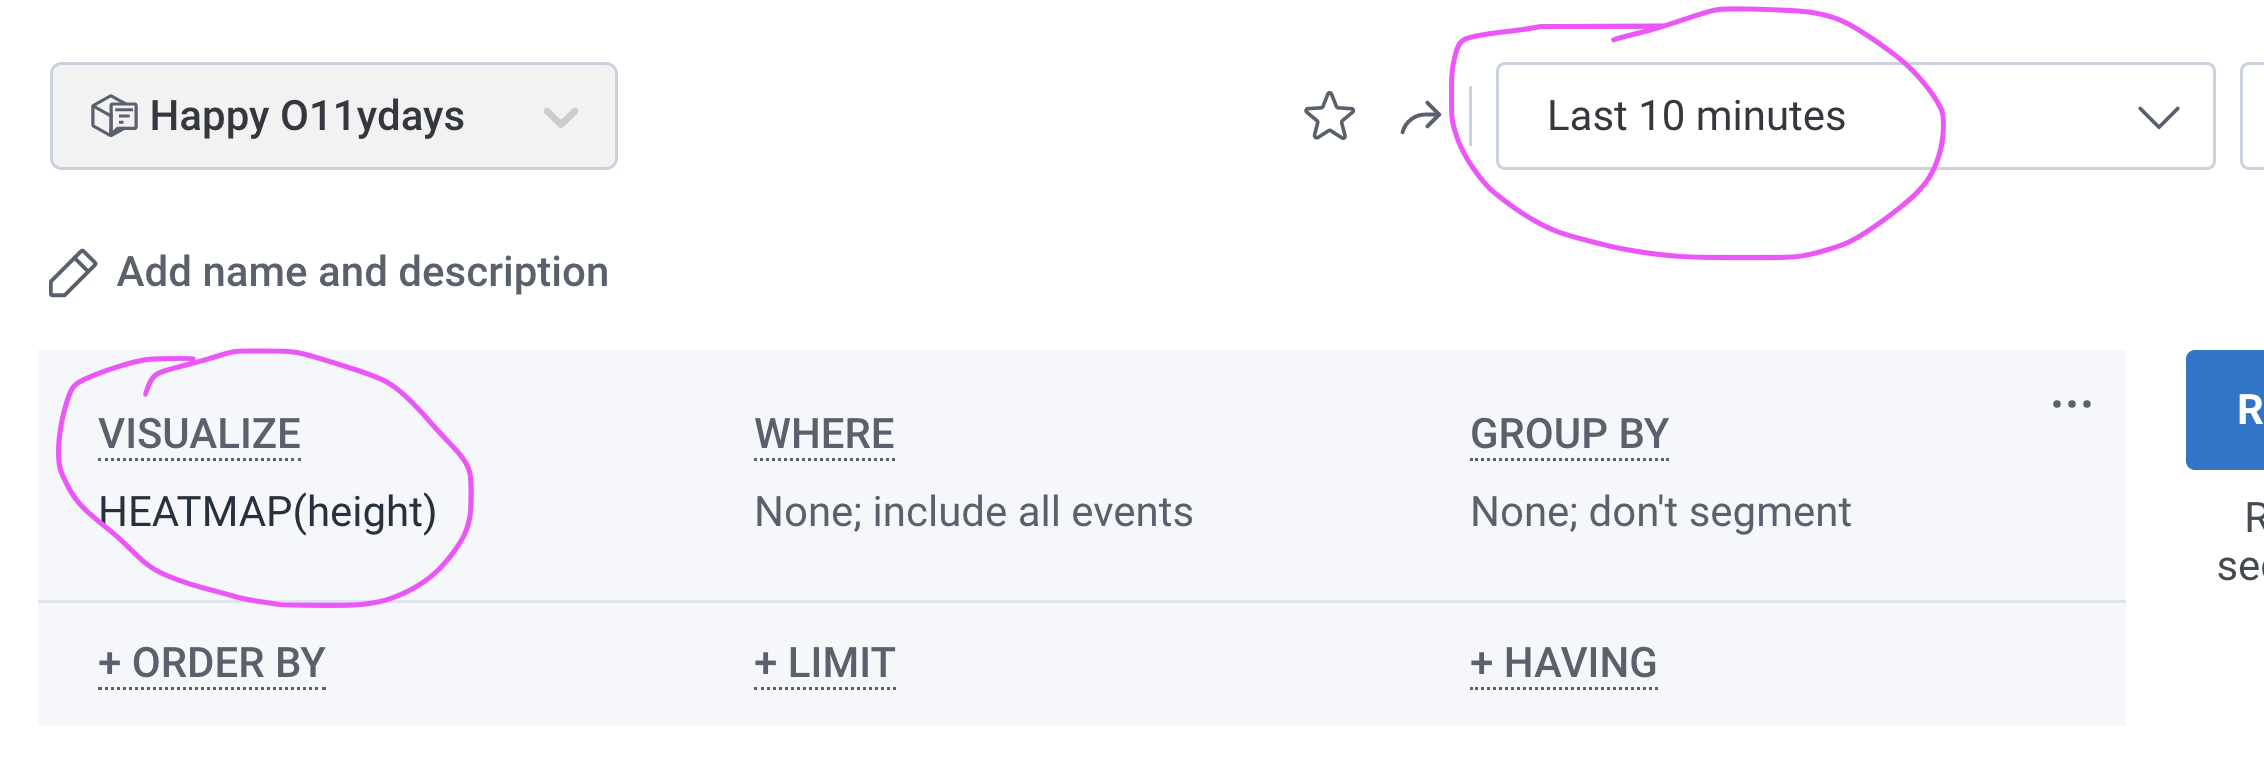 Happy O11ydays
Last 10 minutes
Add name and description
VISUALIZE
HEATMAP(height)
WHERE
None; include all events
GROUP BY
None; don't segment
+ ORDER BY
+ LIMIT
+ HAVING